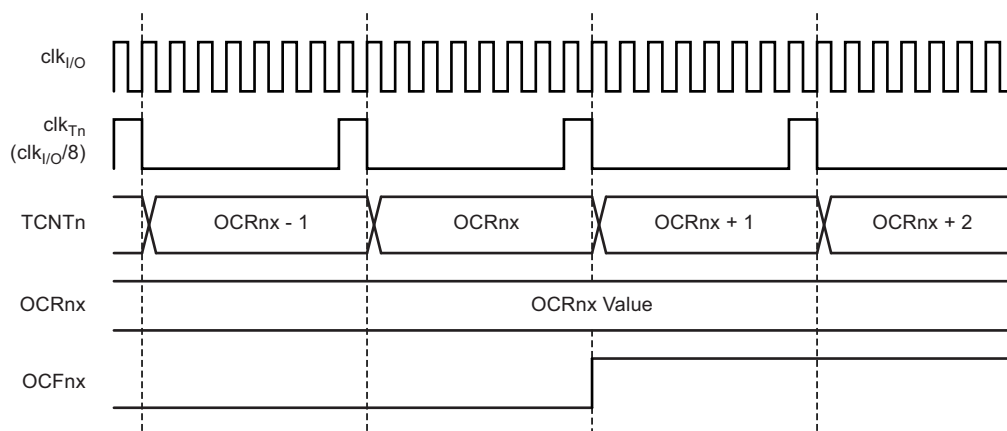 clkI/O
clkTn
(clkI/O/8)
TCNTn
OCRnx - 1
OCRnx
OCRnx + 1
OCRnx + 2
OCRnx
OCRnx Value
OCFnx